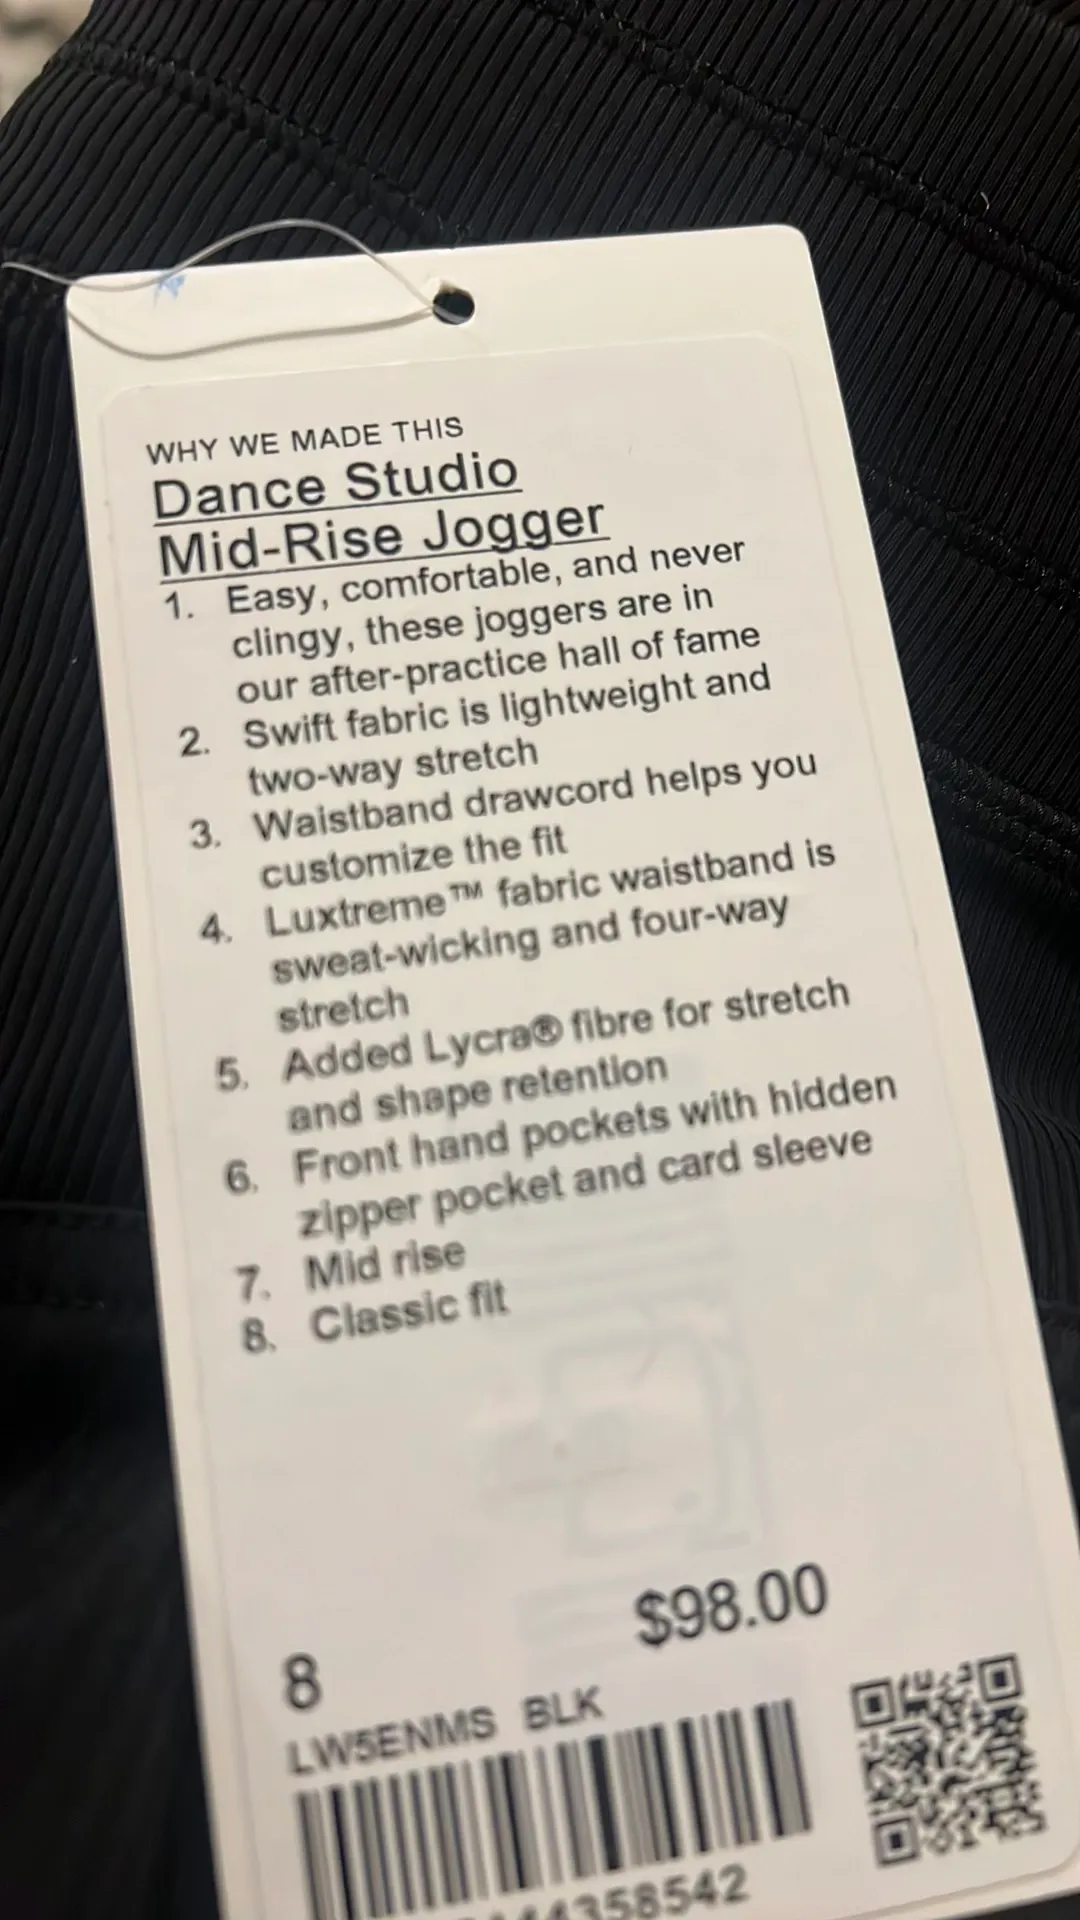 WHY WE MADE THIS
Dance Studio
Mid-Rise Jogger
1. Easy, comfortable, and never
clingy, these joggers are in
our after-practice hall of fame
2. Swift fabric is lightweight and
two-way stretch
3. Waistband drawcord helps you
customize the fit
4. Luxtreme™ fabric waistband is
sweat-wicking and four-way
stretch
5. Added Lycra® fibre for stretch
and shape retention
6. Front hand pockets with hidden
zipper pocket and card sleeve
7. Mid rise
8. Classic fit
$98.00
8
LW5ENMS BLK